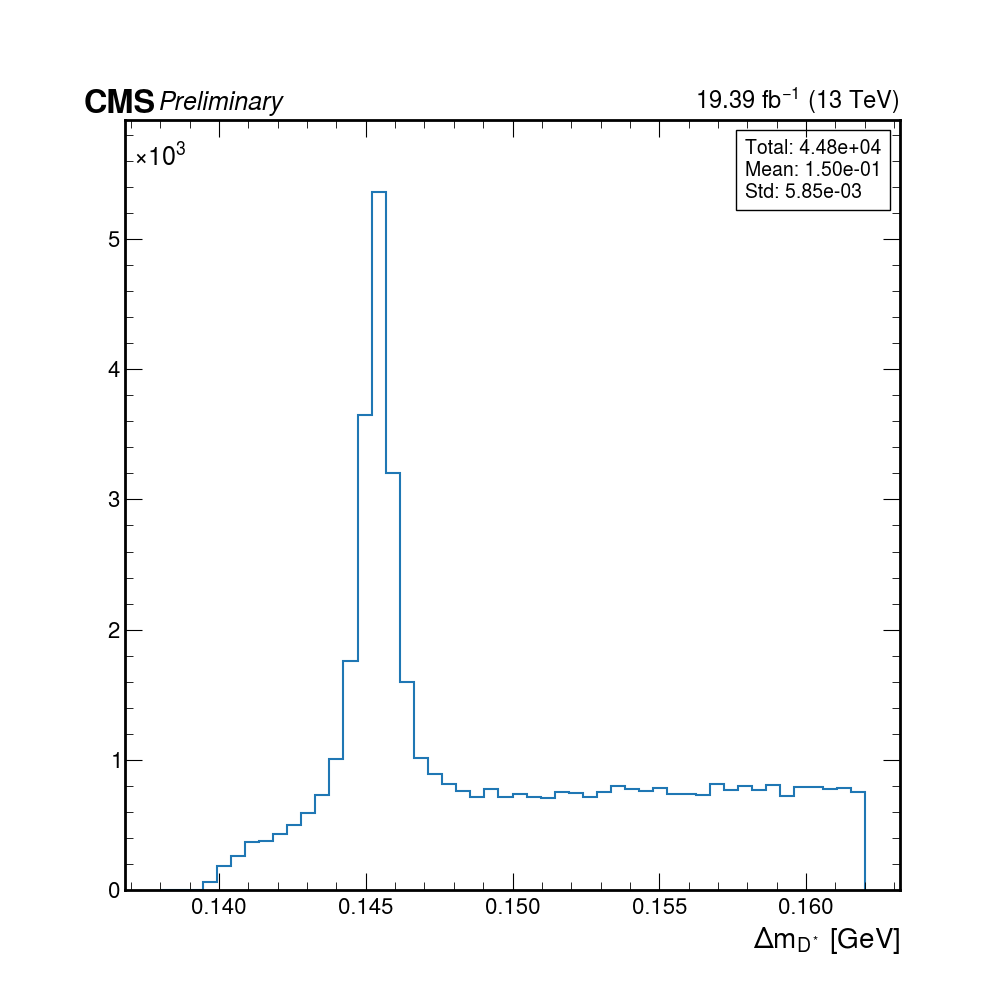 CMS Preliminary
19.39 fb⁻¹ (13 TeV)
×10³
Total: 4.48e+04
Mean: 1.50e-01
Std: 5.85e-03
5
4
3
2
1
0
0.140 0.145 0.150 0.155 0.160
Δm_D* [GeV]